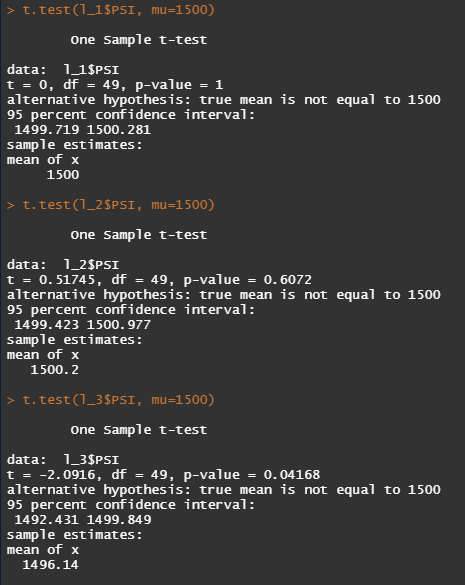 > t.test(l_1$PSI, mu=1500)
One Sample t-test
data: l_1$PSI
t = 0, df = 49, p-value = 1
alternative hypothesis: true mean is not equal to 1500
95 percent confidence interval:
1499.719 1500.281
sample estimates:
mean of x
1500
> t.test(l_2$PSI, mu=1500)
One Sample t-test
data: l_2$PSI
t = 0.51745, df = 49, p-value = 0.6072
alternative hypothesis: true mean is not equal to 1500
95 percent confidence interval:
1499.423 1500.977
sample estimates:
mean of x
1500.2
> t.test(l_3$PSI, mu=1500)
One Sample t-test
data: l_3$PSI
t = -2.0916, df = 49, p-value = 0.04168
alternative hypothesis: true mean is not equal to 1500
95 percent confidence interval:
1492.431 1499.849
sample estimates:
mean of x
1496.14